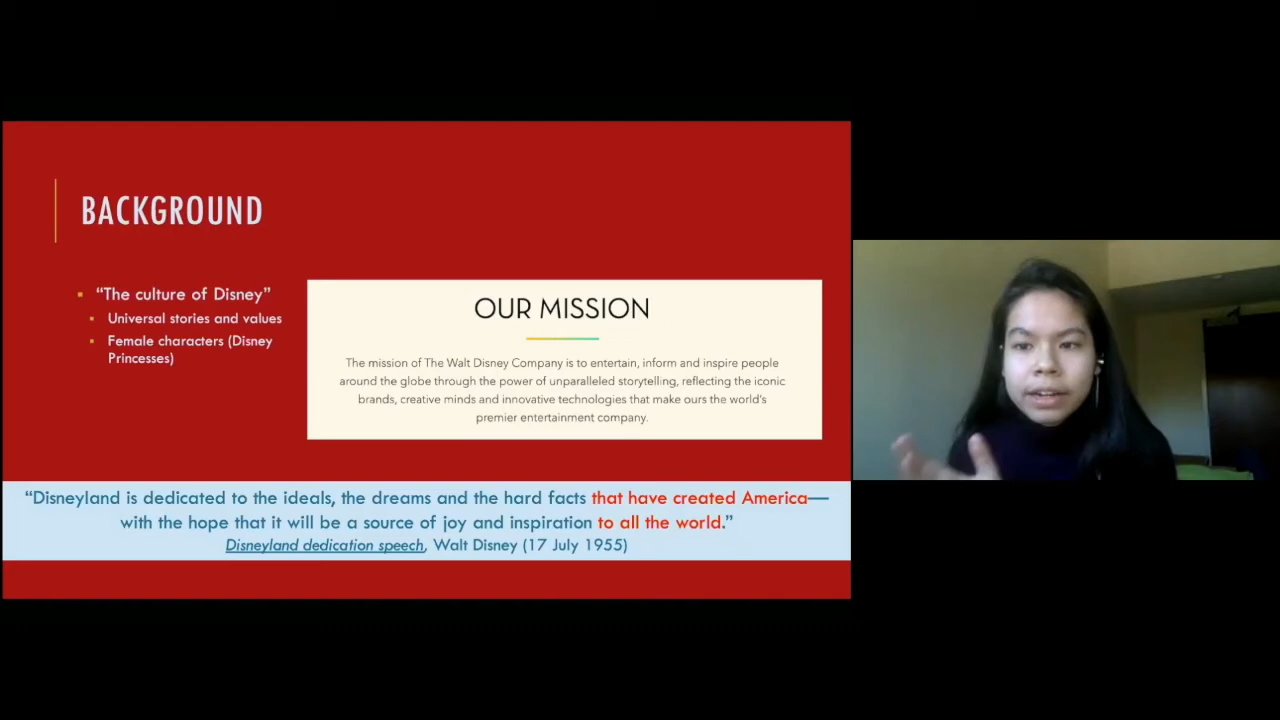 BACKGROUND
▪ “The culture of Disney”
▪ Universal stories and values
▪ Female characters (Disney
Princesses)
OUR MISSION
The mission of The Walt Disney Company is to entertain, inform and inspire people
around the globe through the power of unparalleled storytelling, reflecting the iconic
brands, creative minds and innovative technologies that make ours the world's
premier entertainment company.
“Disneyland is dedicated to the ideals, the dreams and the hard facts that have created America—
with the hope that it will be a source of joy and inspiration to all the world.”
Disneyland dedication speech, Walt Disney (17 July 1955)